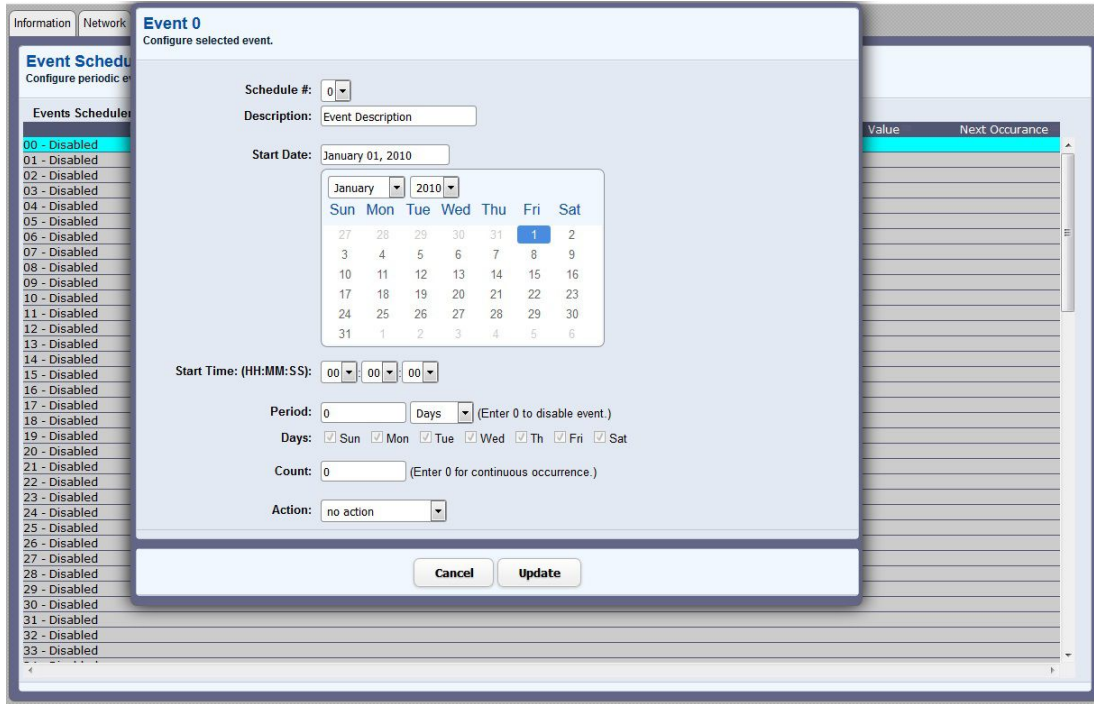 Information Network
Event Schedu
Configure periodic e
Events Scheduler
Value Next Occurance
00 - Disabled
01 - Disabled
02 - Disabled
03 - Disabled
04 - Disabled
05 - Disabled
06 - Disabled
07 - Disabled
08 - Disabled
09 - Disabled
10 - Disabled
11 - Disabled
12 - Disabled
13 - Disabled
14 - Disabled
15 - Disabled
16 - Disabled
17 - Disabled
18 - Disabled
19 - Disabled
20 - Disabled
21 - Disabled
22 - Disabled
23 - Disabled
24 - Disabled
25 - Disabled
26 - Disabled
27 - Disabled
28 - Disabled
29 - Disabled
30 - Disabled
31 - Disabled
32 - Disabled
33 - Disabled
Event 0
Configure selected event.
Schedule #: 0
Description: Event Description
Start Date: January 01, 2010
January 2010
Sun Mon Tue Wed Thu Fri Sat
27 28 29 30 31 1 2
3 4 5 6 7 8 9
10 11 12 13 14 15 16
17 18 19 20 21 22 23
24 25 26 27 28 29 30
31 1 2 3 4 5 6
Start Time: (HH:MM:SS): 00 : 00 : 00
Period: 0 Days (Enter 0 to disable event.)
Days: Sun Mon Tue Wed Th Fri Sat
Count: 0 (Enter 0 for continuous occurrence.)
Action: no action
Cancel Update